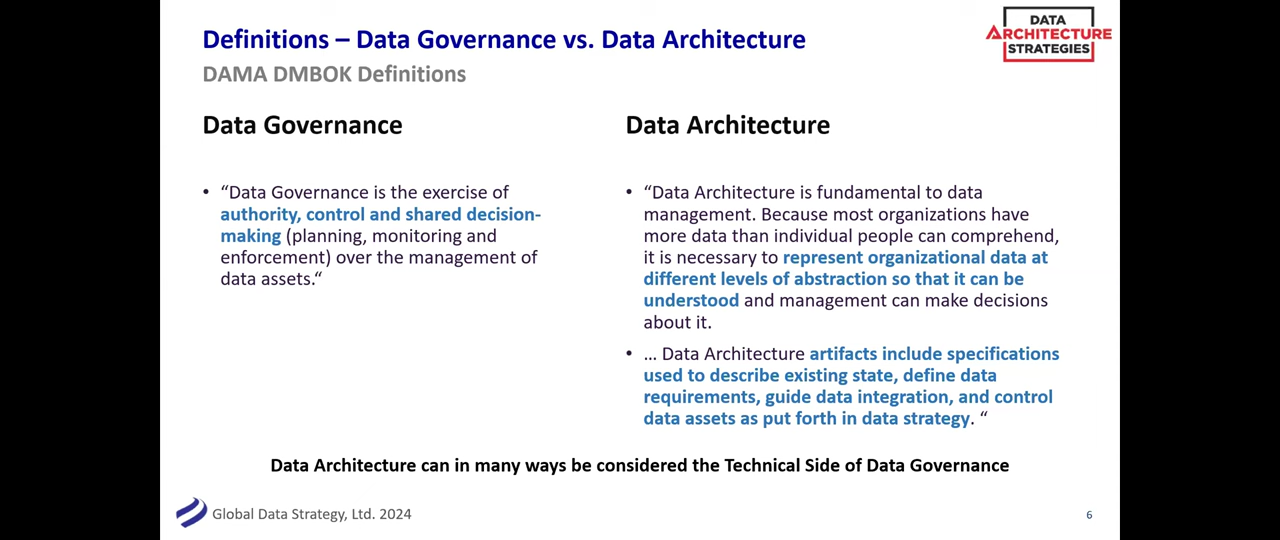 Definitions – Data Governance vs. Data Architecture
DAMA DMBOK Definitions
DATA
ARCHITECTURE
STRATEGIES
Data Governance
• “Data Governance is the exercise of
authority, control and shared decision-
making (planning, monitoring and
enforcement) over the management of
data assets.“
Data Architecture
• “Data Architecture is fundamental to data
management. Because most organizations have
more data than individual people can comprehend,
it is necessary to represent organizational data at
different levels of abstraction so that it can be
understood and management can make decisions
about it.
• … Data Architecture artifacts include specifications
used to describe existing state, define data
requirements, guide data integration, and control
data assets as put forth in data strategy. “
Data Architecture can in many ways be considered the Technical Side of Data Governance
Global Data Strategy, Ltd. 2024
6